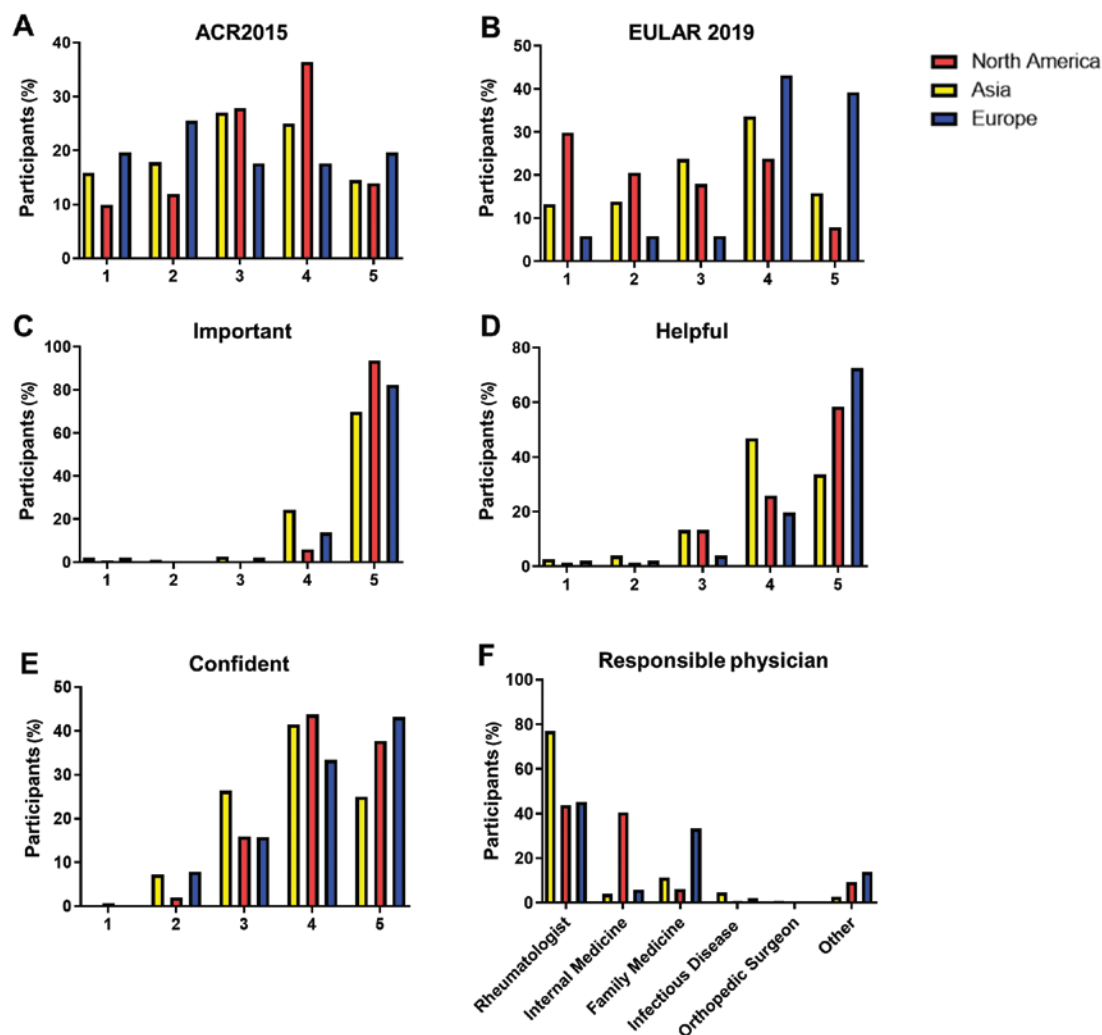 A
ACR2015
Participants (%)
40
30
20
10
0
1 2 3 4 5
B
EULAR 2019
Participants (%)
50
40
30
20
10
0
1 2 3 4 5
North America
Asia
Europe
C
Important
Participants (%)
100
80
60
40
20
0
1 2 3 4 5
D
Helpful
Participants (%)
80
60
40
20
0
1 2 3 4 5
E
Confident
Participants (%)
50
40
30
20
10
0
1 2 3 4 5
F
Responsible physician
Participants (%)
100
80
60
40
20
0
Rheumatologist
Internal Medicine
Family Medicine
Infectious Disease
Orthopedic Surgeon
Other